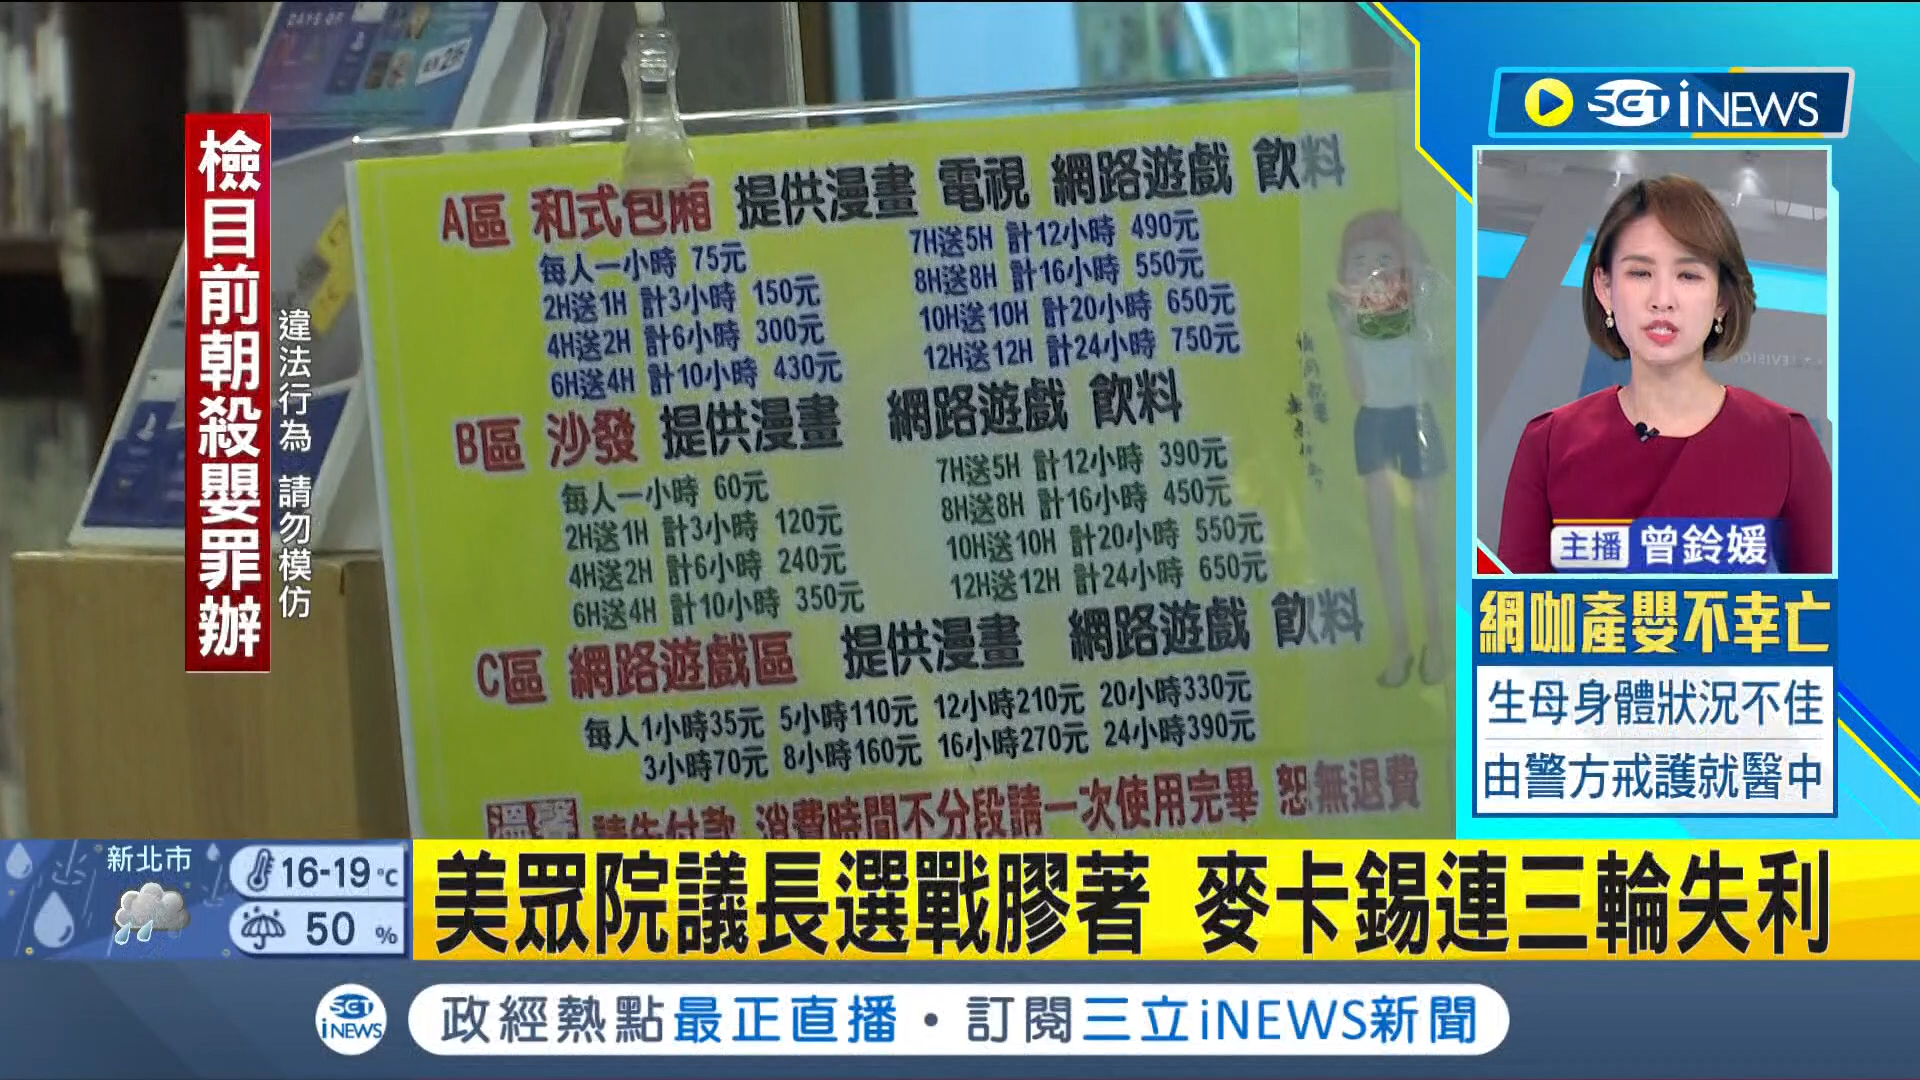 檢目前朝殺嬰罪辦
違法行為 請勿模仿
A區 和式包廂 提供漫畫 電視 網路遊戲 飲料
每人一小時 75元
2H送1H 計3小時 150元
4H送2H 計6小時 300元
6H送4H 計10小時 430元
7H送5H 計12小時 490元
8H送8H 計16小時 550元
10H送10H 計20小時 650元
12H送12H 計24小時 750元
B區 沙發 提供漫畫 網路遊戲 飲料
每人一小時 60元
2H送1H 計3小時 120元
4H送2H 計6小時 240元
6H送4H 計10小時 350元
7H送5H 計12小時 390元
8H送8H 計16小時 450元
10H送10H 計20小時 550元
12H送12H 計24小時 650元
C區 網路遊戲區 提供漫畫 網路遊戲 飲料
每人1小時35元 5小時110元 12小時210元 20小時330元
3小時70元 8小時160元 16小時270元 24小時390元
請先付款 消費時間不分段請一次使用完畢 恕無退費
SET iNEWS
主播 曾鈴媛
網咖產嬰不幸亡
生母身體狀況不佳
由警方戒護就醫中
新北市
16-19°C
50 %
美眾院議長選戰膠著 麥卡錫連三輪失利
SET iNEWS
政經熱點最正直播・訂閱三立iNEWS新聞